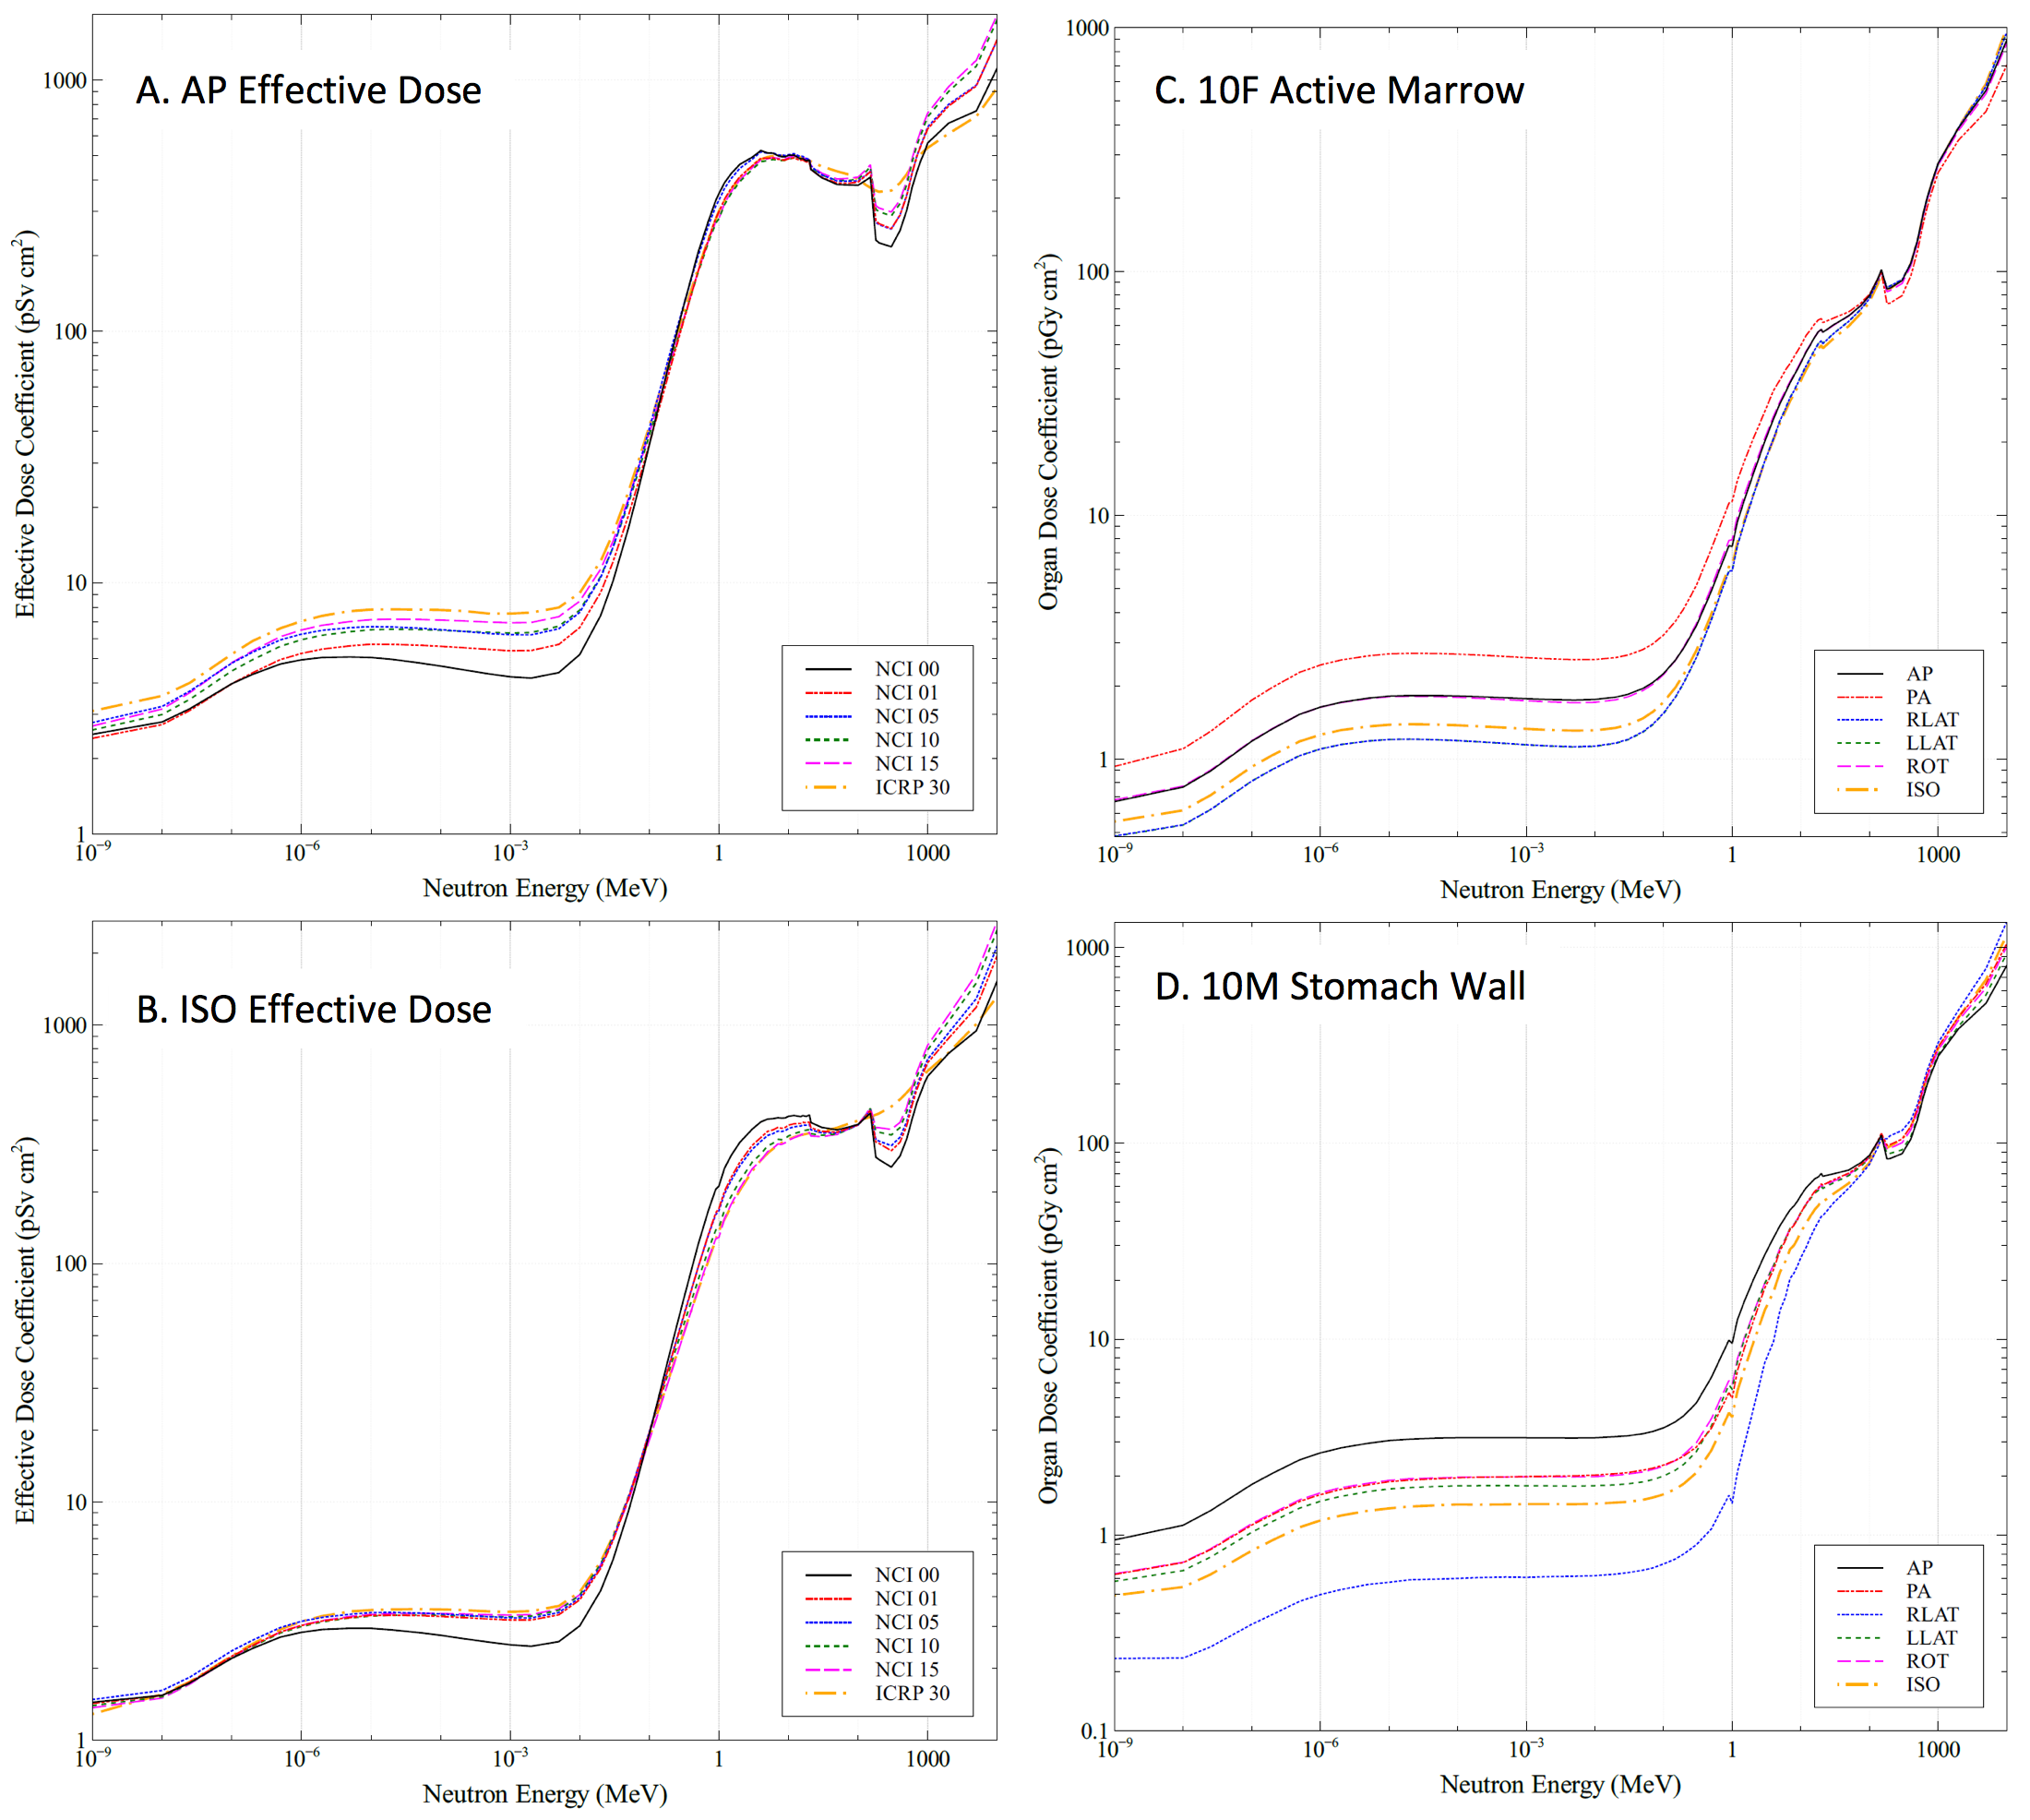 A. AP Effective Dose
Effective Dose Coefficient (pSv cm²)
1000
100
10
1
10⁻⁹ 10⁻⁶ 10⁻³ 1 1000
Neutron Energy (MeV)
NCI 00
NCI 01
NCI 05
NCI 10
NCI 15
ICRP 30
C. 10F Active Marrow
Organ Dose Coefficient (pGy cm²)
1000
100
10
1
10⁻⁹ 10⁻⁶ 10⁻³ 1 1000
Neutron Energy (MeV)
AP
PA
RLAT
LLAT
ROT
ISO
B. ISO Effective Dose
Effective Dose Coefficient (pSv cm²)
1000
100
10
1
10⁻⁹ 10⁻⁶ 10⁻³ 1 1000
Neutron Energy (MeV)
NCI 00
NCI 01
NCI 05
NCI 10
NCI 15
ICRP 30
D. 10M Stomach Wall
Organ Dose Coefficient (pGy cm²)
1000
100
10
1
0.1
10⁻⁹ 10⁻⁶ 10⁻³ 1 1000
Neutron Energy (MeV)
AP
PA
RLAT
LLAT
ROT
ISO